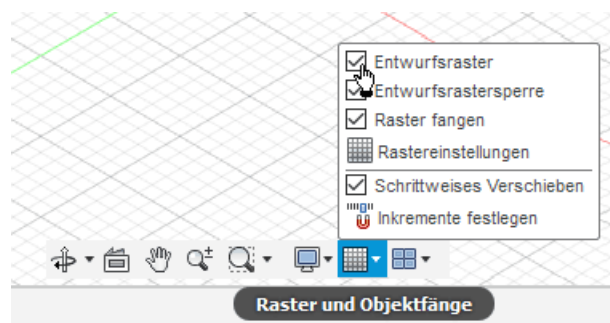 Entwurfsraster
Entwurfsrastersperre
Raster fangen
Rastereinstellungen
Schrittweises Verschieben
Inkremente festlegen
Raster und Objektfänge